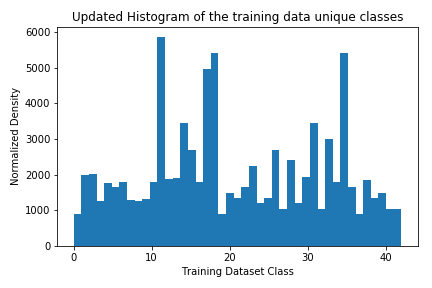 Updated Histogram of the training data unique classes
6000
5000
4000
3000
2000
1000
0
Normalized Density
0 10 20 30 40
Training Dataset Class